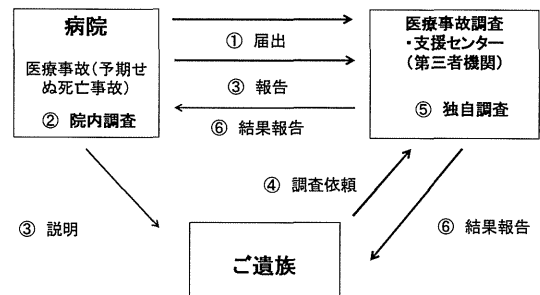 病院
医療事故(予期せ
ぬ死亡事故)
② 院内調査
① 届出
③ 報告
⑥ 結果報告
医療事故調査
・支援センター
(第三者機関)
⑤ 独自調査
③ 説明
④ 調査依頼
⑥ 結果報告
ご遺族